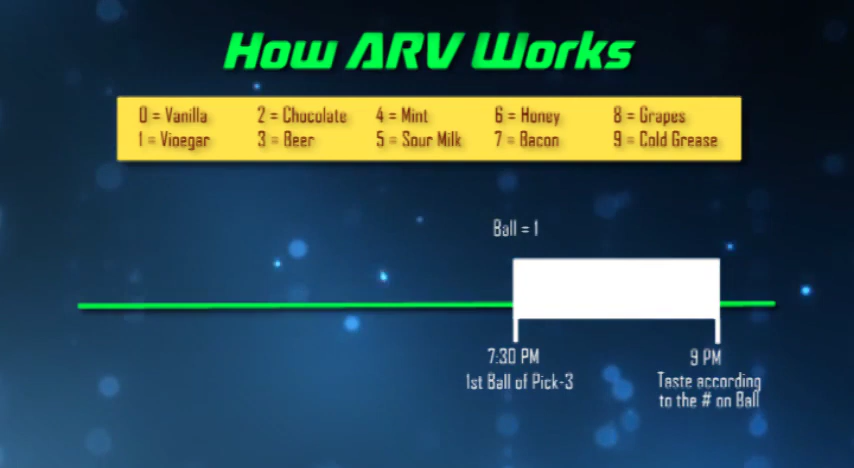 How ARV Works
0 = Vanilla 2 = Chocolate 4 = Mint 6 = Honey 8 = Grapes
1 = Vinegar 3 = Beer 5 = Sour Milk 7 = Bacon 9 = Cold Grease
Ball = 1
7:30 PM 9 PM
1st Ball of Pick-3 Taste according
to the # on Ball